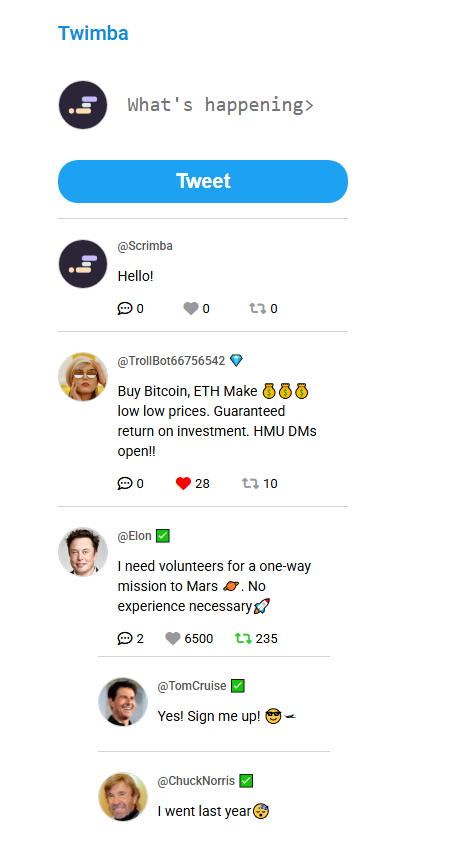 Twimba
What's happening>
Tweet
@Scrimba
Hello!
0 0 0
@TrollBot66756542 💎
Buy Bitcoin, ETH Make 💰💰💰
low low prices. Guaranteed
return on investment. HMU DMs
open!!
0 28 10
@Elon ✅
I need volunteers for a one-way
mission to Mars 🪐. No
experience necessary🚀
2 6500 235
@TomCruise ✅
Yes! Sign me up! 😎🛩
@ChuckNorris ✅
I went last year😴